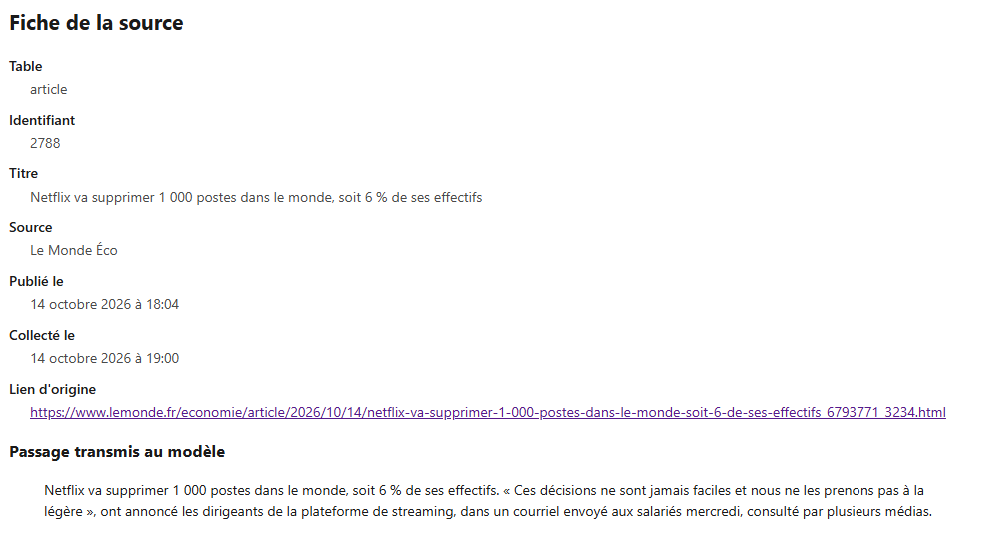 Fiche de la source
Table
article
Identifiant
2788
Titre
Netflix va supprimer 1 000 postes dans le monde, soit 6 % de ses effectifs
Source
Le Monde Éco
Publié le
14 octobre 2026 à 18:04
Collecté le
14 octobre 2026 à 19:00
Lien d'origine
https://www.lemonde.fr/economie/article/2026/10/14/netflix-va-supprimer-1-000-postes-dans-le-monde-soit-6-de-ses-effectifs_6793771_3234.html
Passage transmis au modèle
Netflix va supprimer 1 000 postes dans le monde, soit 6 % de ses effectifs. « Ces décisions ne sont jamais faciles et nous ne les prenons pas à la
légère », ont annoncé les dirigeants de la plateforme de streaming, dans un courriel envoyé aux salariés mercredi, consulté par plusieurs médias.